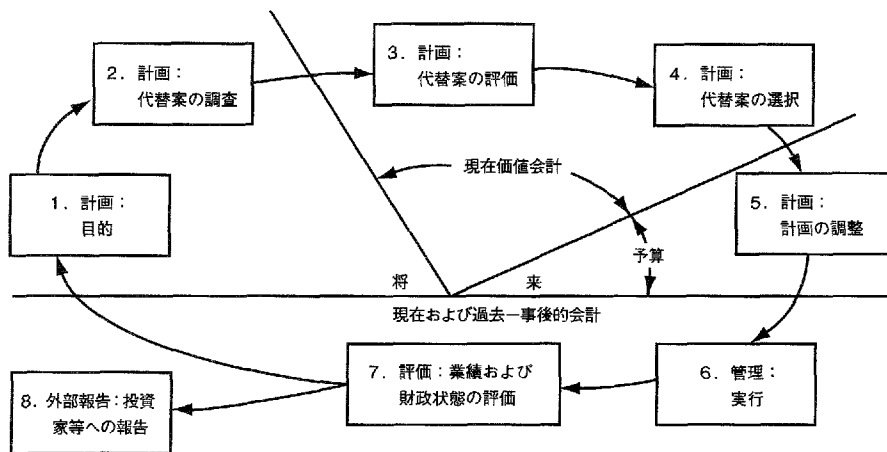 1．計画：
目的
2．計画：
代替案の調査
3．計画：
代替案の評価
4．計画：
代替案の選択
5．計画：
計画の調整
現在価値会計
予算
将　来
現在および過去ー事後的会計
6．管理：
実行
7．評価：業績および
財政状態の評価
8．外部報告：投資
家等への報告